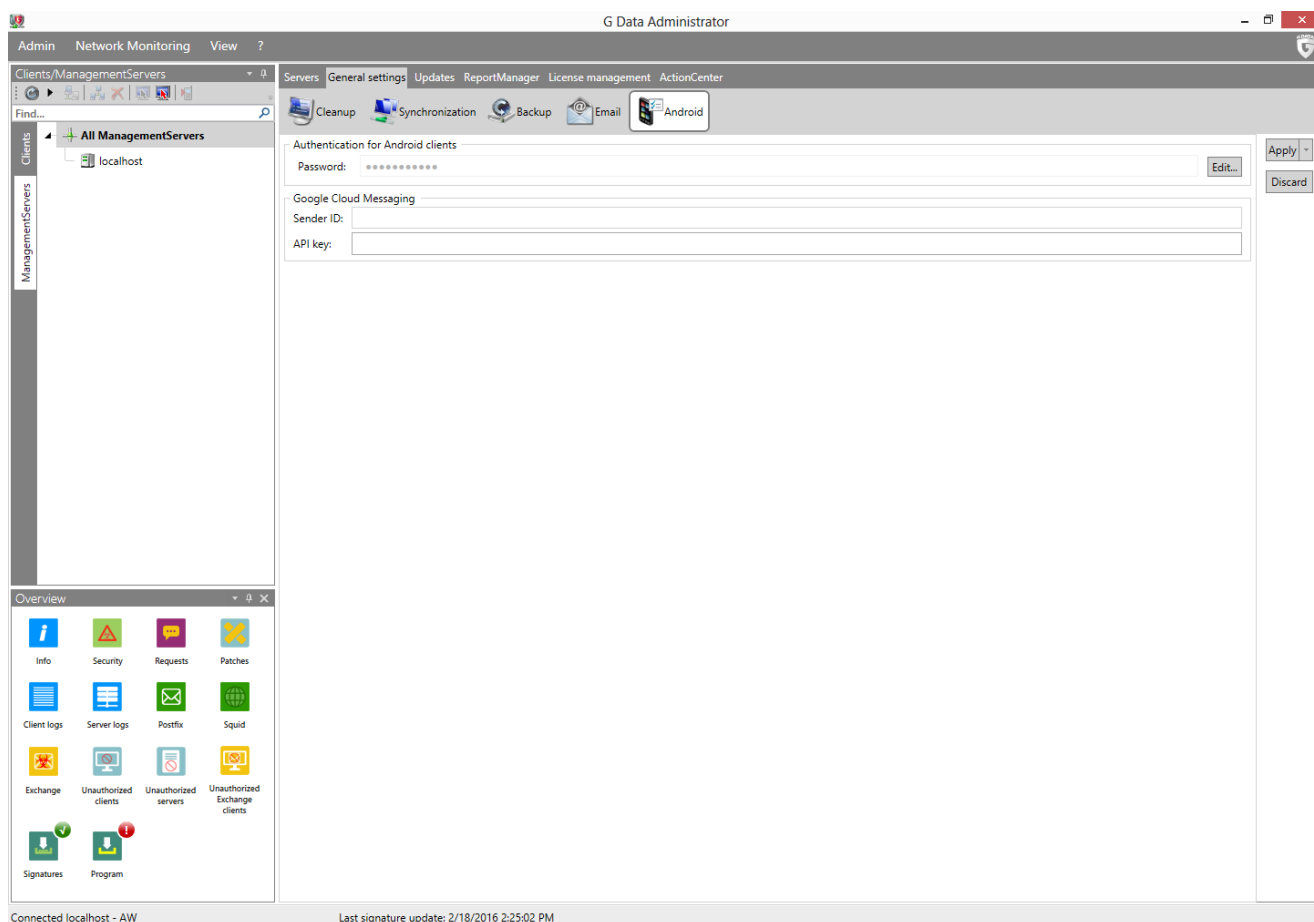 G Data Administrator
Admin Network Monitoring View ?
Clients/ManagementServers
Find...
Clients
ManagementServers
All ManagementServers
localhost
Servers General settings Updates ReportManager License management ActionCenter
Cleanup Synchronization Backup Email Android
Authentication for Android clients
Password: ●●●●●●●●●●● Edit...
Google Cloud Messaging
Sender ID:
API key:
Apply
Discard
Overview
Info Security Requests Patches
Client logs Server logs Postfix Squid
Exchange
Unauthorized
clients
Unauthorized
servers
Unauthorized
Exchange
clients
Signatures Program
Connected localhost - AW Last signature update: 2/18/2016 2:25:02 PM